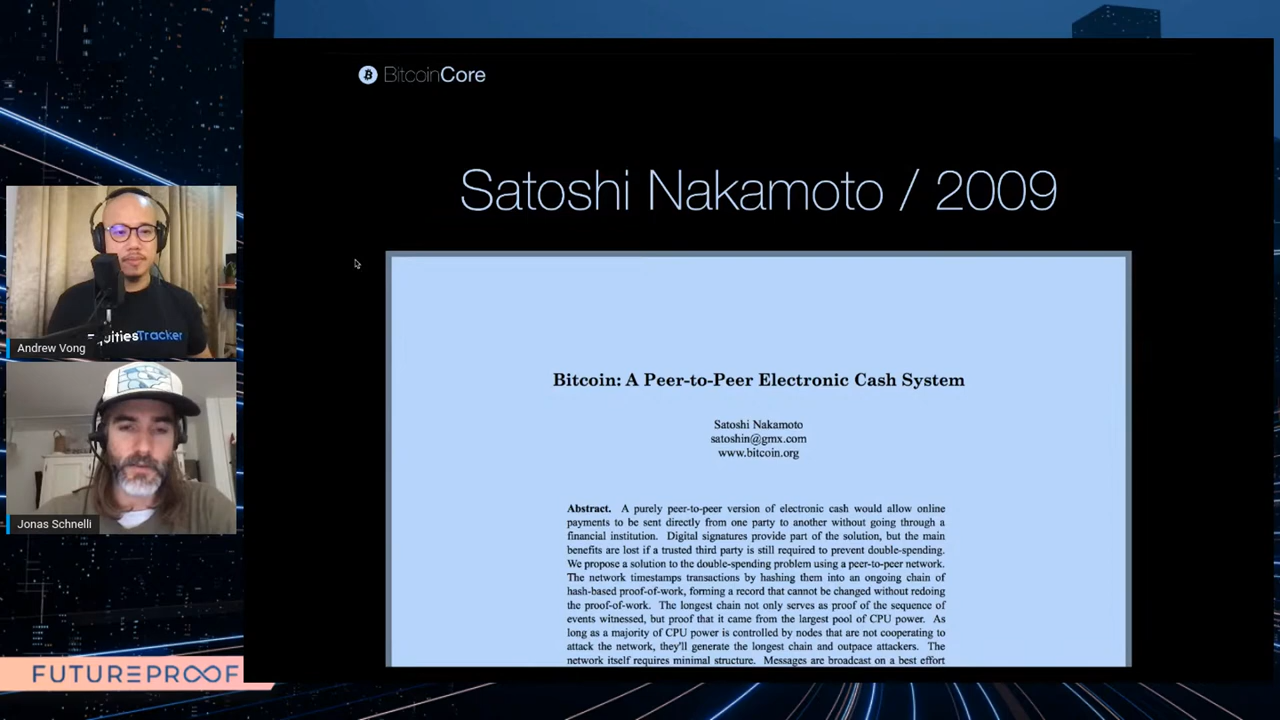 BitcoinCore
Satoshi Nakamoto / 2009
Bitcoin: A Peer-to-Peer Electronic Cash System
Satoshi Nakamoto
satoshin@gmx.com
www.bitcoin.org
Abstract. A purely peer-to-peer version of electronic cash would allow online
payments to be sent directly from one party to another without going through a
financial institution. Digital signatures provide part of the solution, but the main
benefits are lost if a trusted third party is still required to prevent double-spending.
We propose a solution to the double-spending problem using a peer-to-peer network.
The network timestamps transactions by hashing them into an ongoing chain of
hash-based proof-of-work, forming a record that cannot be changed without redoing
the proof-of-work. The longest chain not only serves as proof of the sequence of
events witnessed, but proof that it came from the largest pool of CPU power. As
long as a majority of CPU power is controlled by nodes that are not cooperating to
attack the network, they'll generate the longest chain and outpace attackers. The
network itself requires minimal structure. Messages are broadcast on a best effort
EquitiesTracker
Andrew Vong
Jonas Schnelli
FUTUREPROOF